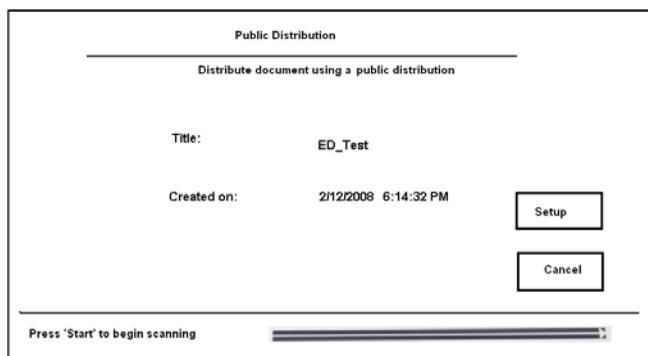 Public Distribution
Distribute document using a public distribution
Title: ED_Test
Created on: 2/12/2008 6:14:32 PM
Setup
Cancel
Press 'Start' to begin scanning